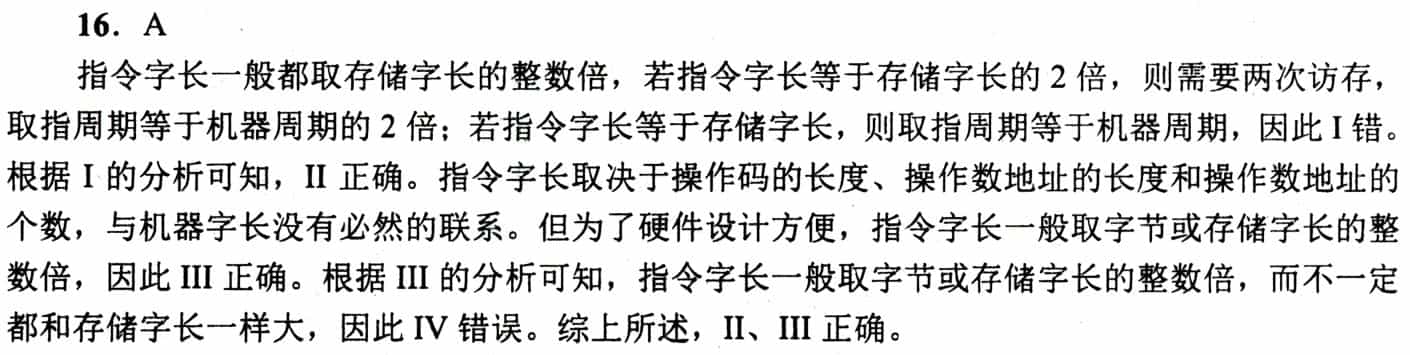 16. A
指令字长一般都取存储字长的整数倍，若指令字长等于存储字长的 2 倍，则需要两次访存，
取指周期等于机器周期的 2 倍；若指令字长等于存储字长，则取指周期等于机器周期，因此 I 错。
根据 I 的分析可知，II 正确。指令字长取决于操作码的长度、操作数地址的长度和操作数地址的
个数，与机器字长没有必然的联系。但为了硬件设计方便，指令字长一般取字节或存储字长的整
数倍，因此 III 正确。根据 III 的分析可知，指令字长一般取字节或存储字长的整数倍，而不一定
都和存储字长一样大，因此 IV 错误。综上所述，II、III 正确。